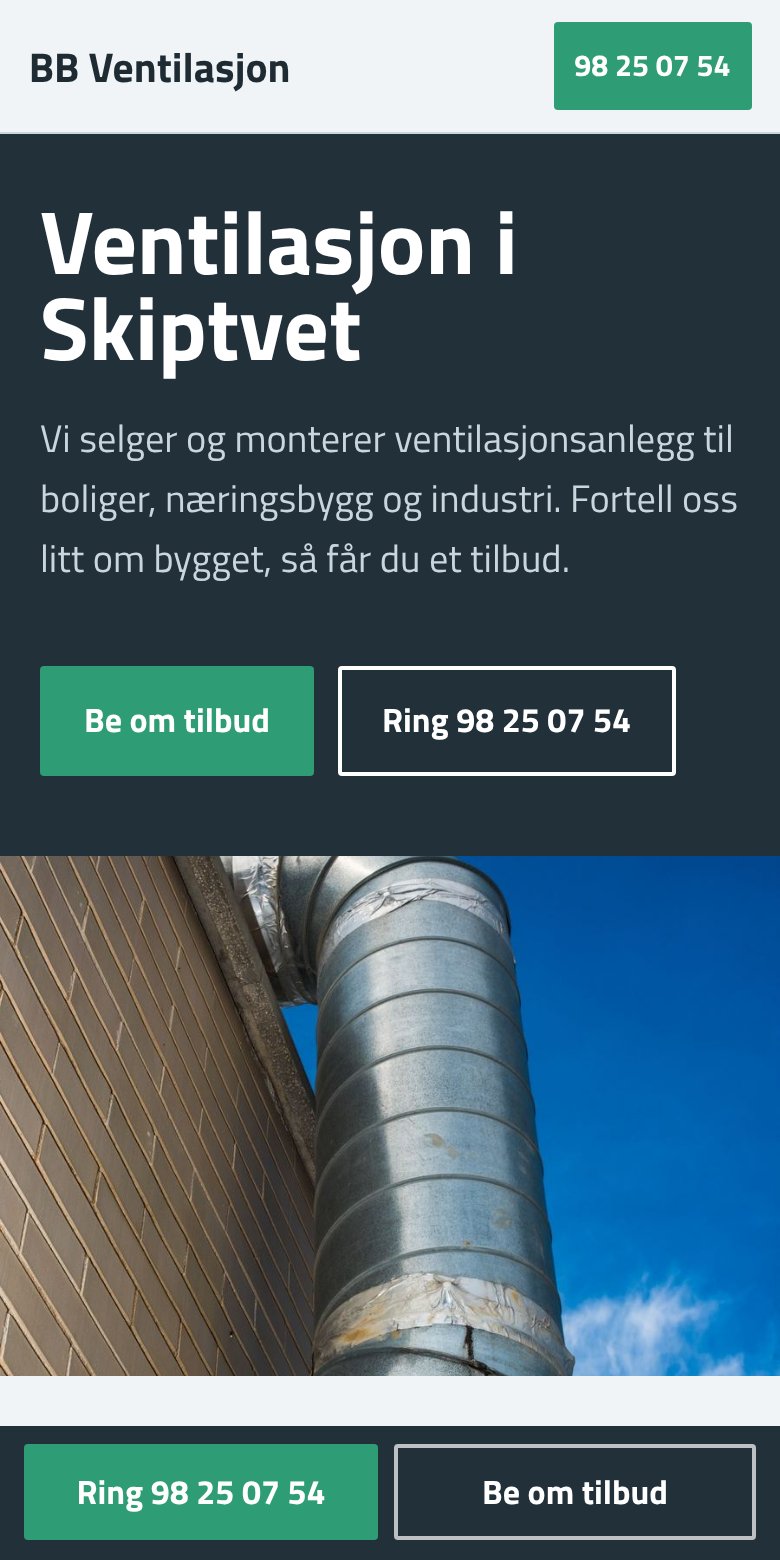 BB Ventilasjon
98 25 07 54
Ventilasjon i
Skiptvet
Vi selger og monterer ventilasjonsanlegg til
boliger, næringsbygg og industri. Fortell oss
litt om bygget, så får du et tilbud.
Be om tilbud
Ring 98 25 07 54
Ring 98 25 07 54
Be om tilbud